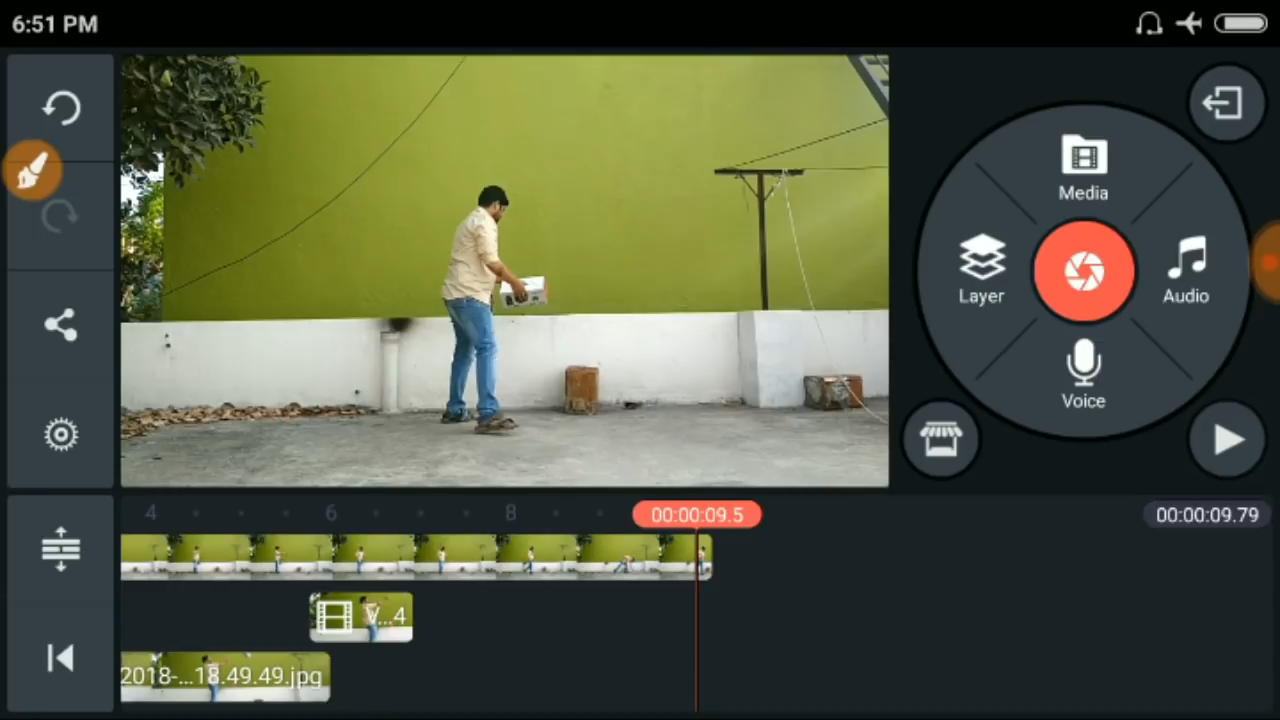 6:51 PM
Media
Layer
Audio
Voice
4
6
8
00:00:09.5
00:00:09.79
V...4
2018-...18.49.49.jpg